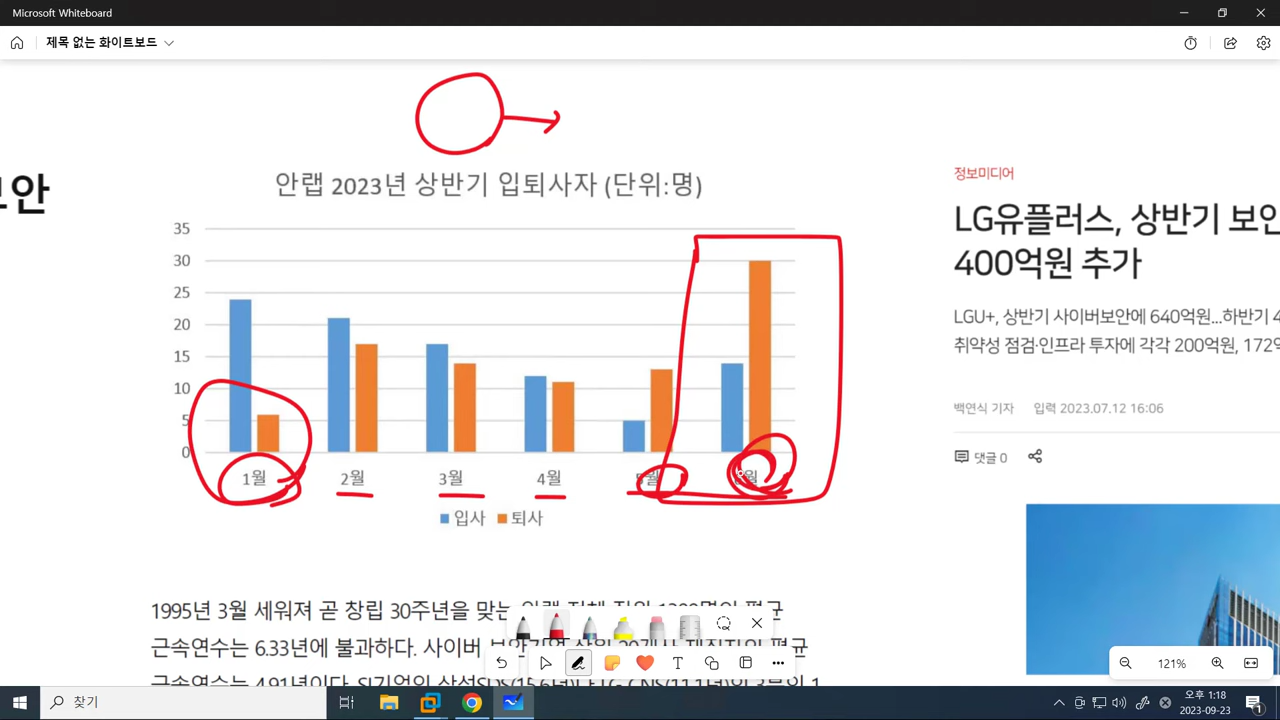 Microsoft Whiteboard
제목 없는 화이트보드
보안
안랩 2023년 상반기 입퇴사자 (단위:명)
35
30
25
20
15
10
5
0
1월 2월 3월 4월 5월
입사 퇴사
1995년 3월 세워져 곧 창립 30주년을 맞는
근속연수는 6.33년에 불과하다. 사이버 평균
정보미디어
LG유플러스, 상반기 보안
400억원 추가
LGU+, 상반기 사이버보안에 640억원...하반기
취약성 점검·인프라 투자에 각각 200억원,
백연식 기자 입력 2023.07.12 16:06
댓글 0
121%
찾기
오후 1:18
2023-09-23
1